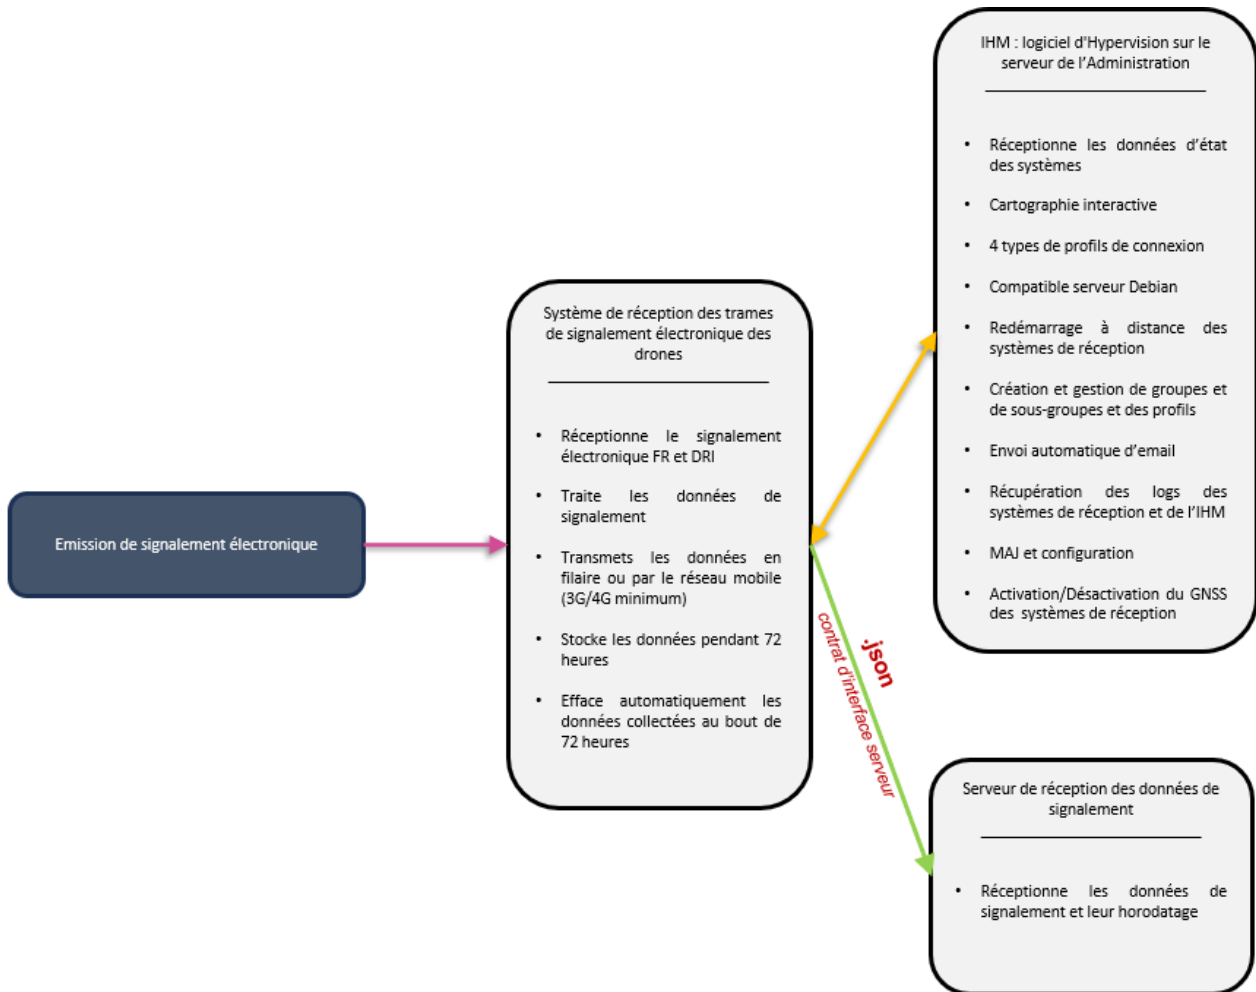 Emission de signalement électronique
Système de réception des trames
de signalement électronique des
drones
• Réceptionne le signalement
électronique FR et DRI
• Traite les données de
signalement
• Transmets les données en
filaire ou par le réseau mobile
(3G/4G minimum)
• Stocke les données pendant 72
heures
• Efface automatiquement les
données collectées au bout de
72 heures
IHM : logiciel d'Hypervision sur le
serveur de l’Administration
• Réceptionne les données d’état
des systèmes
• Cartographie interactive
• 4 types de profils de connexion
• Compatible serveur Debian
• Redémarrage à distance des
systèmes de réception
• Création et gestion de groupes et
de sous-groupes et des profils
• Envoi automatique d’email
• Récupération des logs des
systèmes de réception et de l’IHM
• MAJ et configuration
• Activation/Désactivation du GNSS
des systèmes de réception
.json
contrat d'interface serveur
Serveur de réception des données de
signalement
• Réceptionne les données de
signalement et leur horodatage